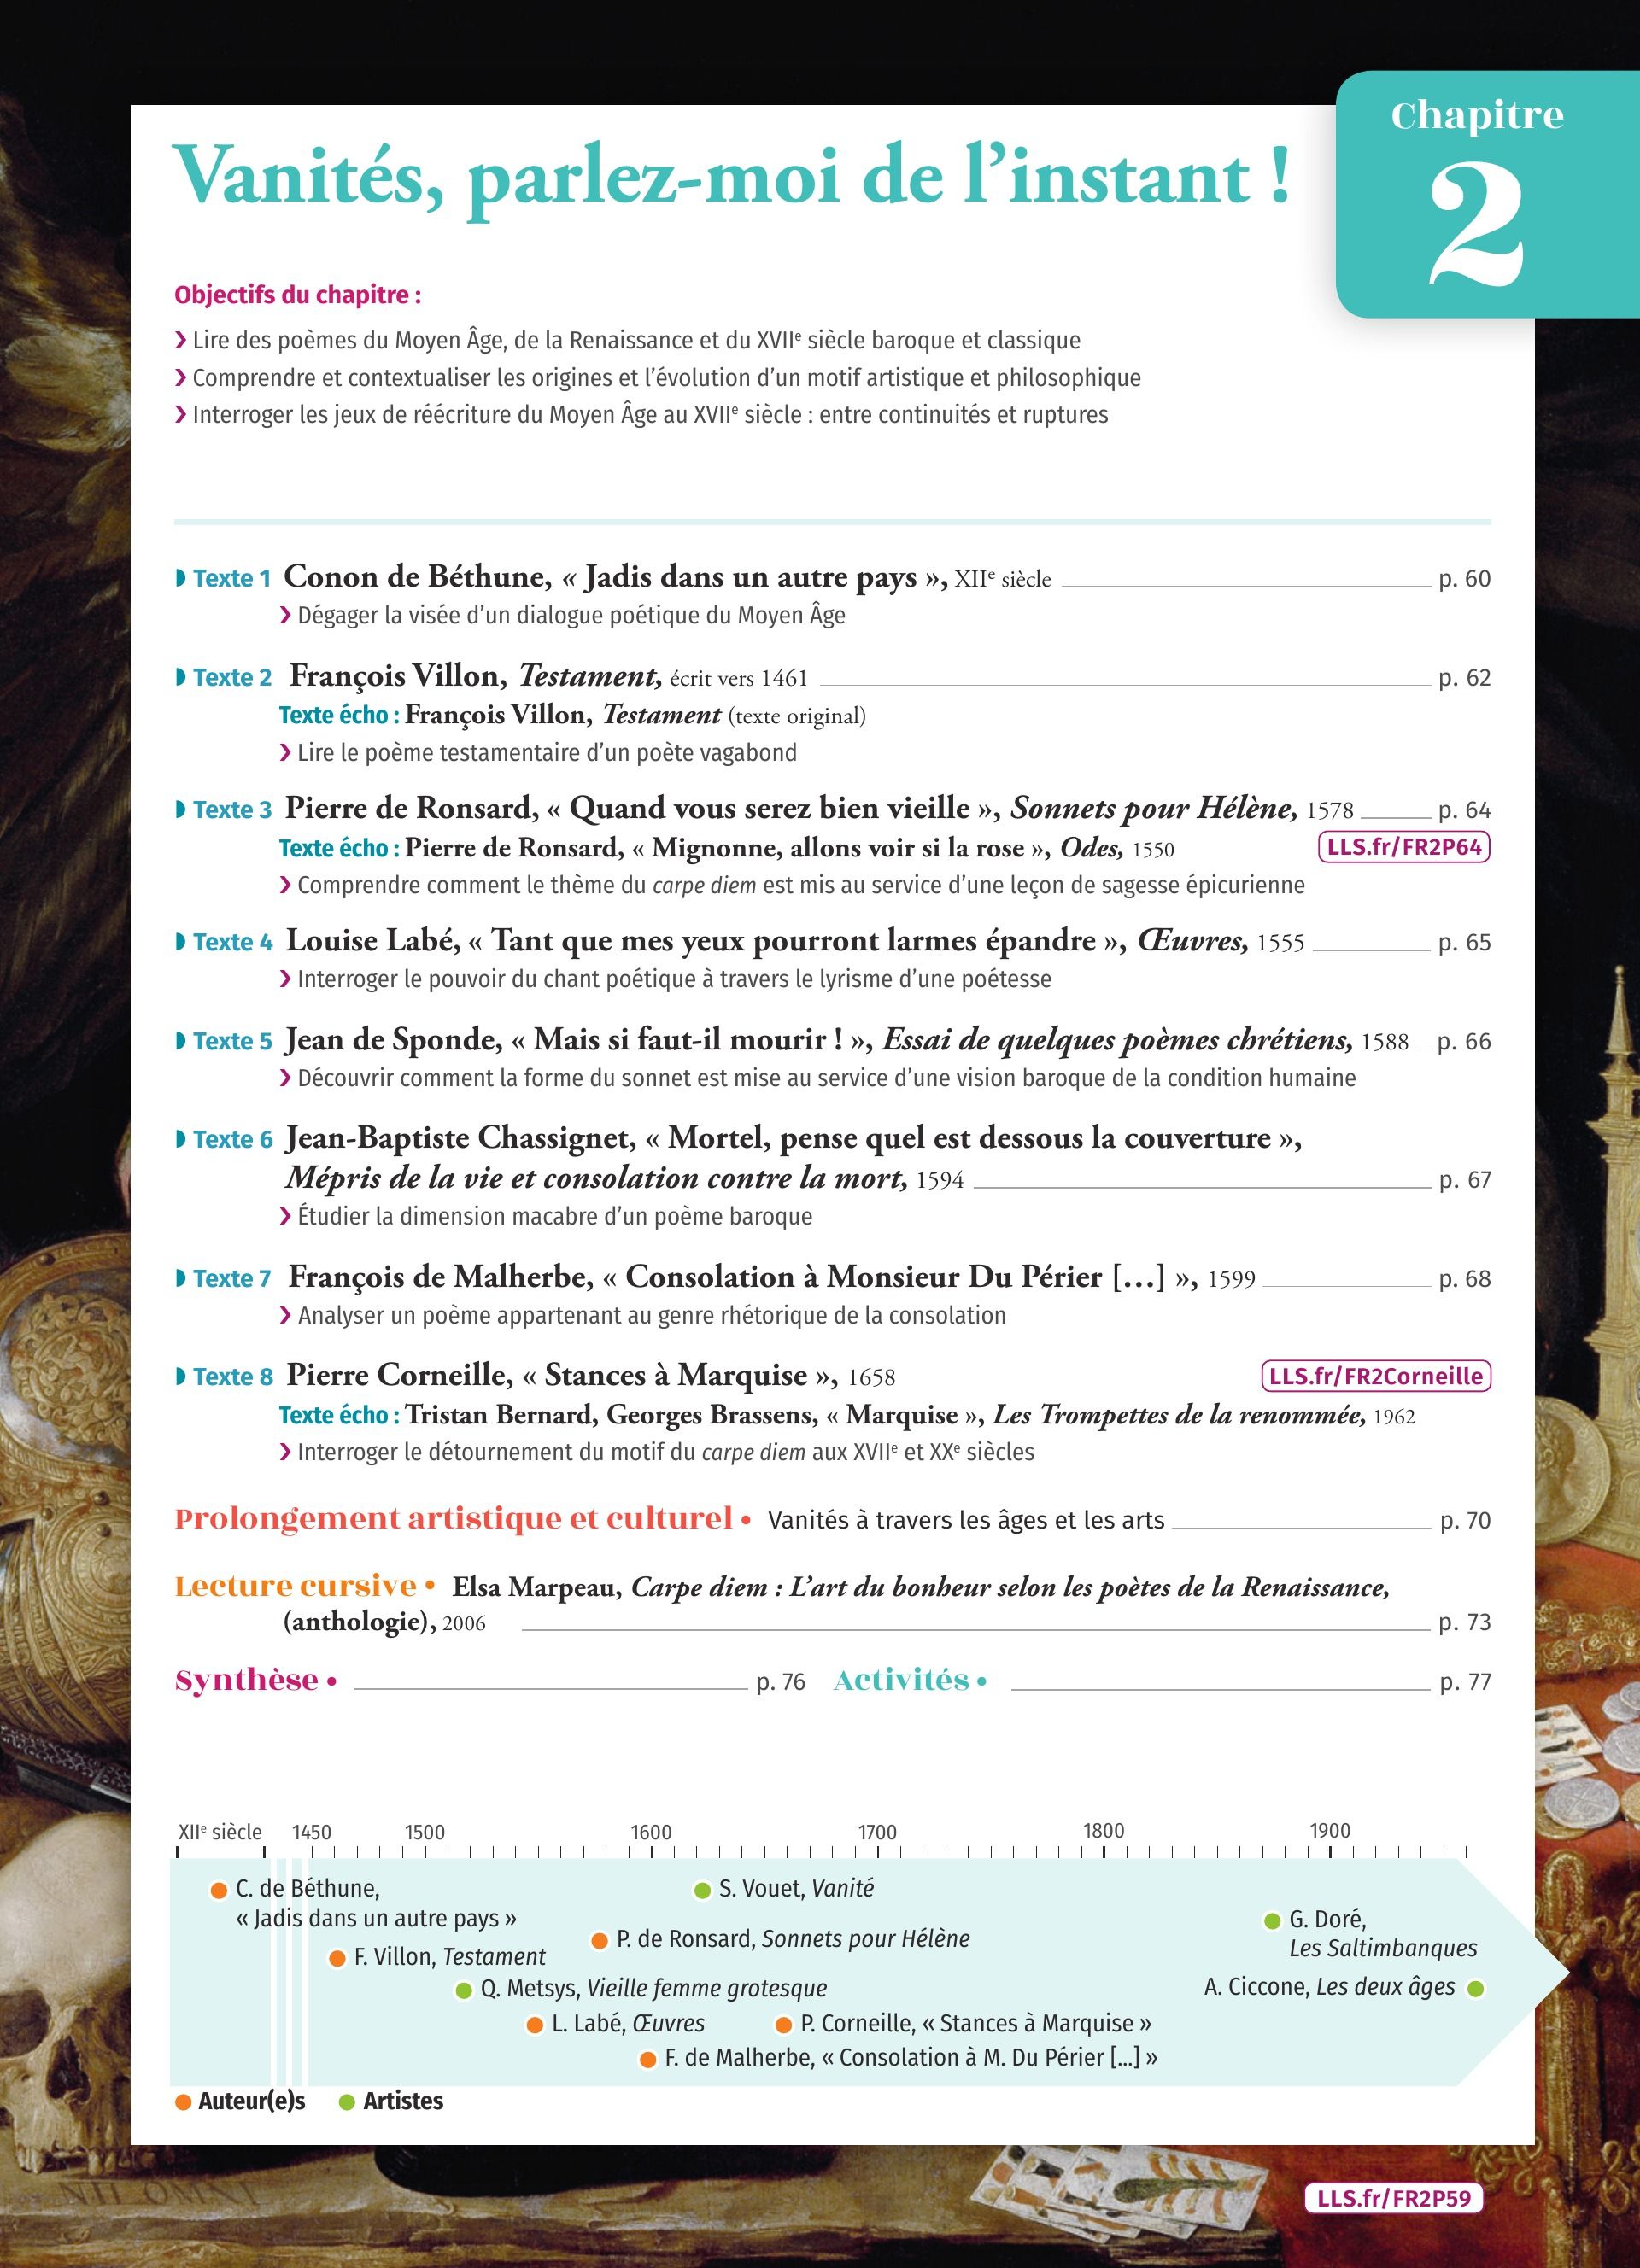 Chapitre
2
Vanités, parlez-moi de l’instant !
Objectifs du chapitre :
❯ Lire des poèmes du Moyen Âge, de la Renaissance et du XVIIe siècle baroque et classique
❯ Comprendre et contextualiser les origines et l’évolution d’un motif artistique et philosophique
❯ Interroger les jeux de réécriture du Moyen Âge au XVIIe siècle : entre continuités et ruptures
Texte 1 Conon de Béthune, « Jadis dans un autre pays », XIIe siècle p. 60
❯ Dégager la visée d’un dialogue poétique du Moyen Âge
Texte 2 François Villon, Testament, écrit vers 1461 p. 62
Texte écho : François Villon, Testament (texte original)
❯ Lire le poème testamentaire d’un poète vagabond
Texte 3 Pierre de Ronsard, « Quand vous serez bien vieille », Sonnets pour Hélène, 1578 p. 64
Texte écho : Pierre de Ronsard, « Mignonne, allons voir si la rose », Odes, 1550 LLS.fr/FR2P64
❯ Comprendre comment le thème du carpe diem est mis au service d’une leçon de sagesse épicurienne
Texte 4 Louise Labé, « Tant que mes yeux pourront larmes épandre », Œuvres, 1555 p. 65
❯ Interroger le pouvoir du chant poétique à travers le lyrisme d’une poétesse
Texte 5 Jean de Sponde, « Mais si faut-il mourir ! », Essai de quelques poèmes chrétiens, 1588 p. 66
❯ Découvrir comment la forme du sonnet est mise au service d’une vision baroque de la condition humaine
Texte 6 Jean-Baptiste Chassignet, « Mortel, pense quel est dessous la couverture »,
Mépris de la vie et consolation contre la mort, 1594 p. 67
❯ Étudier la dimension macabre d’un poème baroque
Texte 7 François de Malherbe, « Consolation à Monsieur Du Périer [...] », 1599 p. 68
❯ Analyser un poème appartenant au genre rhétorique de la consolation
Texte 8 Pierre Corneille, « Stances à Marquise », 1658 LLS.fr/FR2Corneille
Texte écho : Tristan Bernard, Georges Brassens, « Marquise », Les Trompettes de la renommée, 1962
❯ Interroger le détournement du motif du carpe diem aux XVIIe et XXe siècles
Prolongement artistique et culturel • Vanités à travers les âges et les arts p. 70
Lecture cursive • Elsa Marpeau, Carpe diem : L’art du bonheur selon les poètes de la Renaissance,
(anthologie), 2006 p. 73
Synthèse • p. 76 Activités • p. 77
XIIe siècle 1450 1500 1600 1700 1800 1900
C. de Béthune,
« Jadis dans un autre pays »
S. Vouet, Vanité
G. Doré,
Les Saltimbanques
P. de Ronsard, Sonnets pour Hélène
F. Villon, Testament
Q. Metsys, Vieille femme grotesque
A. Ciccone, Les deux âges
L. Labé, Œuvres
P. Corneille, « Stances à Marquise »
F. de Malherbe, « Consolation à M. Du Périer [...] »
Auteur(e)s Artistes
NIL OMNE
LLS.fr/FR2P59